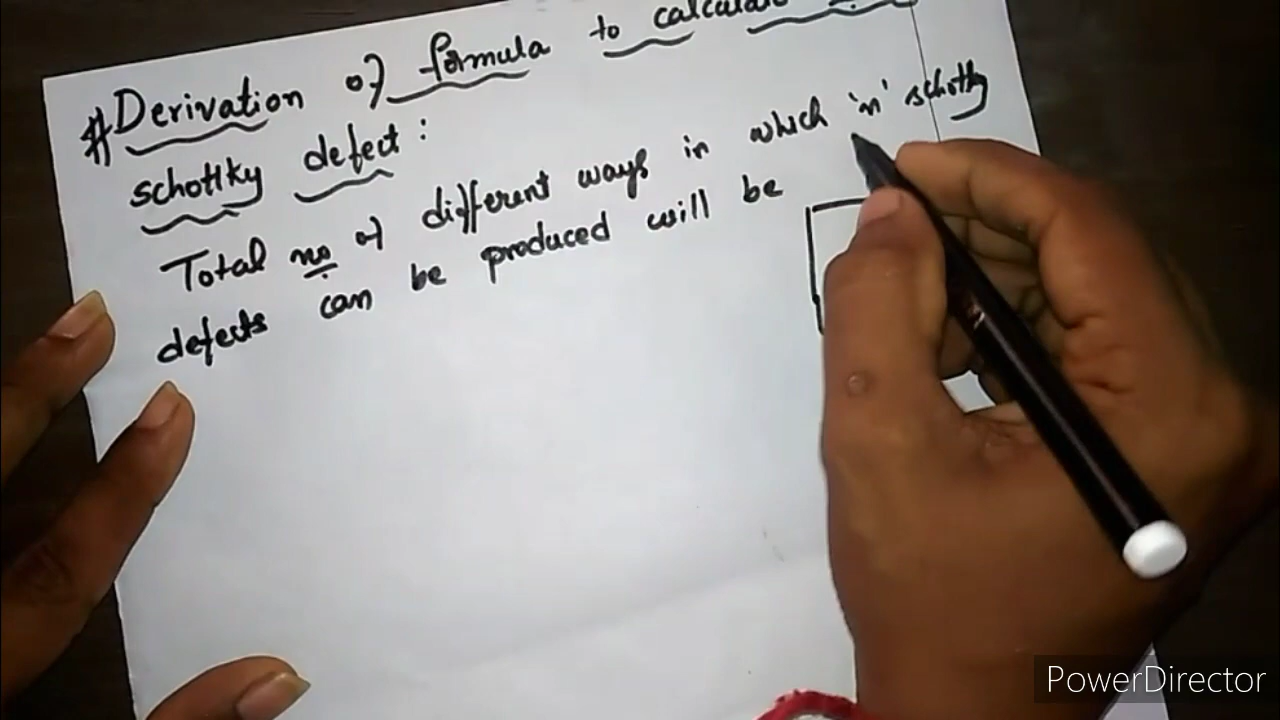 # Derivation of formula to calculate
schottky defect :
Total no of different ways in which 'n' schottky
defects can be produced will be
PowerDirector